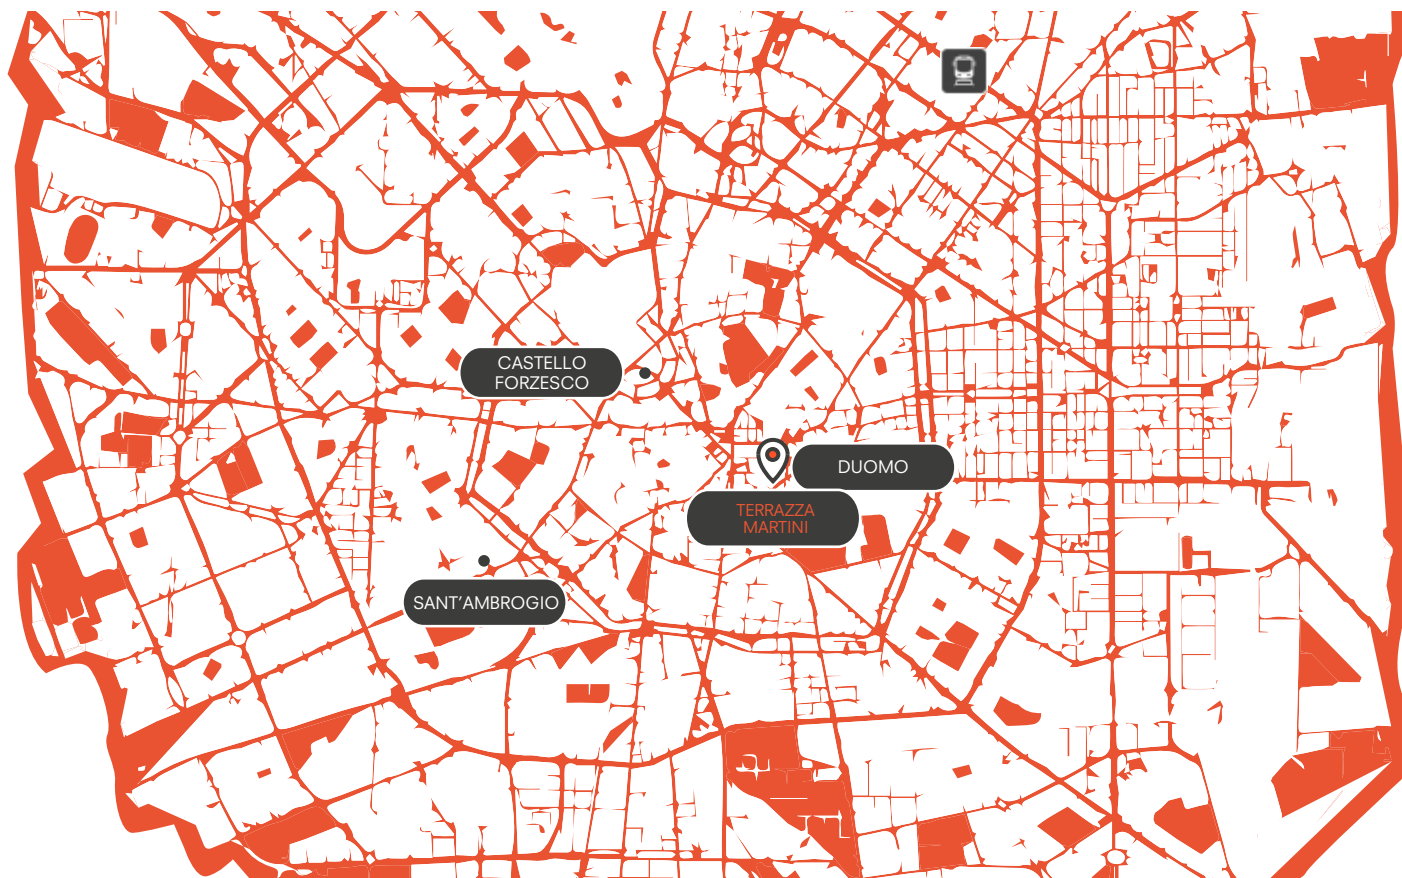 CASTELLO
FORZESCO
DUOMO
TERRAZZA
MARTINI
SANT'AMBROGIO